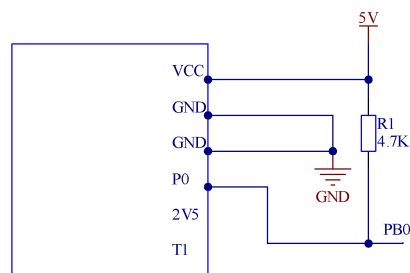 5V
VCC
GND
R1
4.7K
GND
P0
GND
2V5
PB0
T1